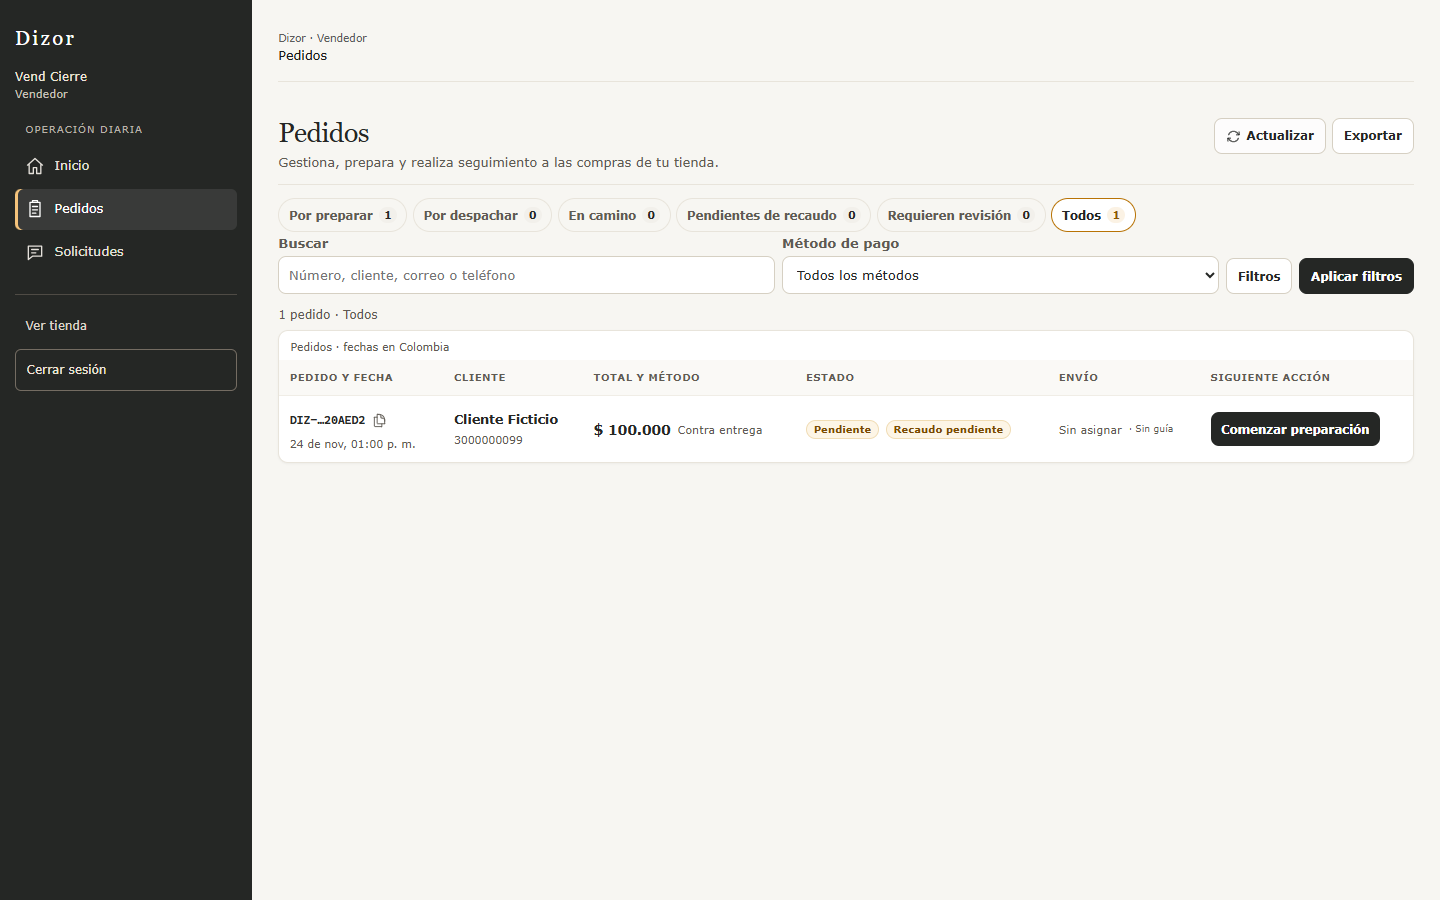 Dizor
Vend Cierre
Vendedor
OPERACIÓN DIARIA
Inicio
Pedidos
Solicitudes
Ver tienda
Cerrar sesión
Dizor · Vendedor
Pedidos
Pedidos
Gestiona, prepara y realiza seguimiento a las compras de tu tienda.
Actualizar
Exportar
Por preparar 1
Por despachar 0
En camino 0
Pendientes de recaudo 0
Requieren revisión 0
Todos 1
Buscar
Número, cliente, correo o teléfono
Método de pago
Todos los métodos
Filtros
Aplicar filtros
1 pedido · Todos
Pedidos · fechas en Colombia
PEDIDO Y FECHA CLIENTE TOTAL Y MÉTODO ESTADO ENVÍO SIGUIENTE ACCIÓN
DIZ-…20AED2
24 de nov, 01:00 p. m.
Cliente Ficticio
3000000099
$ 100.000 Contra entrega
Pendiente Recaudo pendiente
Sin asignar · Sin guía
Comenzar preparación